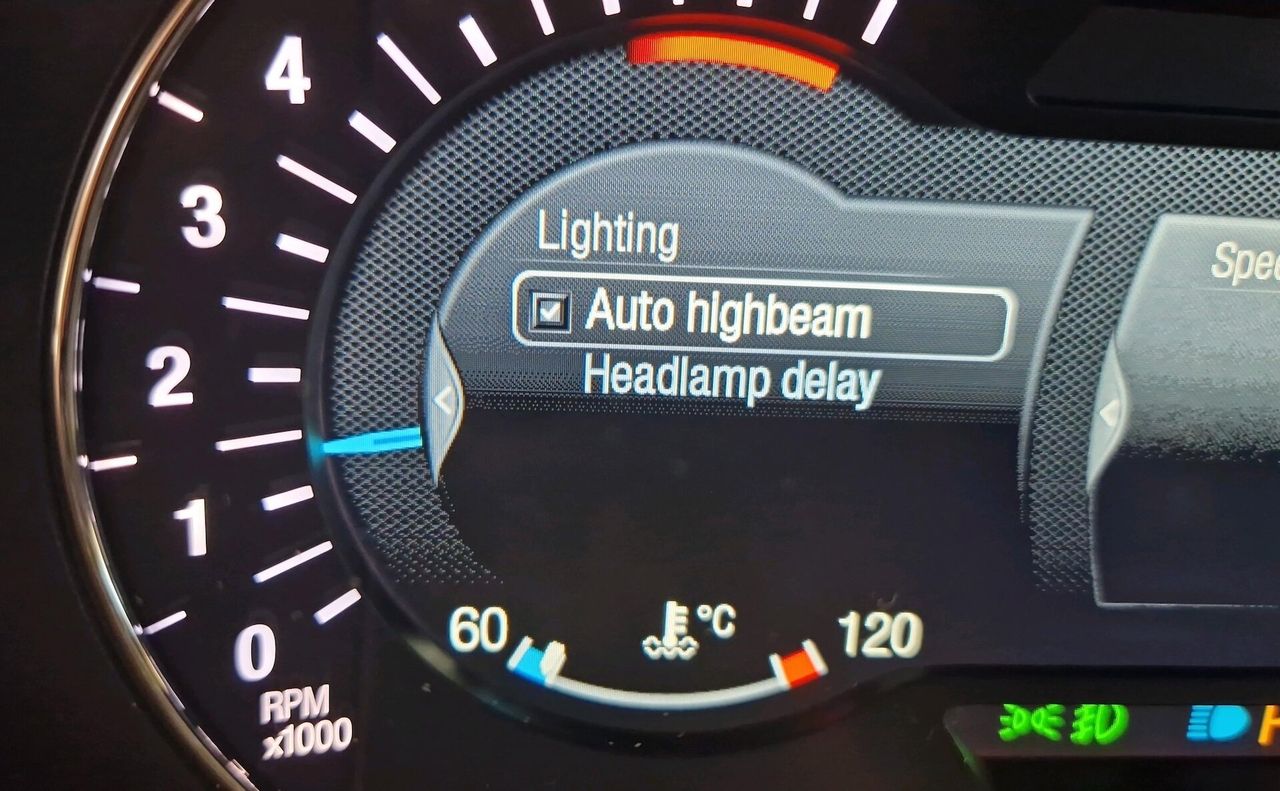 4
3
2
1
0
RPM
x1000
Lighting
Auto highbeam
Headlamp delay
60
°C
120